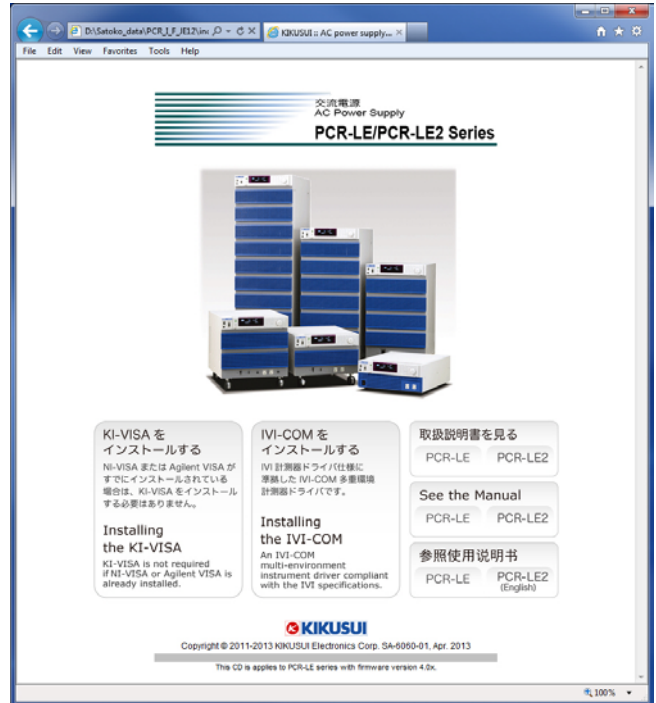 D:\Satoko_data\PCR_I_F_JE12\in
KIKUSUI :: AC power supply,...
File Edit View Favorites Tools Help
交流電源
AC Power Supply
PCR-LE/PCR-LE2 Series
KI-VISA を
インストールする
NI-VISA または Agilent VISA が
すでにインストールされている
場合は、KI-VISA をインストール
する必要はありません。
Installing
the KI-VISA
KI-VISA is not required
if NI-VISA or Agilent VISA is
already installed.
IVI-COM を
インストールする
IVI 計測器ドライバ仕様に
準拠した IVI-COM 多重環境
計測器ドライバです。
Installing
the IVI-COM
An IVI-COM
multi-environment
instrument driver compliant
with the IVI specifications.
取扱説明書を見る
PCR-LE PCR-LE2
See the Manual
PCR-LE PCR-LE2
参照使用说明书
PCR-LE PCR-LE2
(English)
KIKUSUI
Copyright © 2011-2013 KIKUSUI Electronics Corp. SA-6060-01, Apr. 2013
This CD is applies to PCR-LE series with firmware version 4.0x.
100%